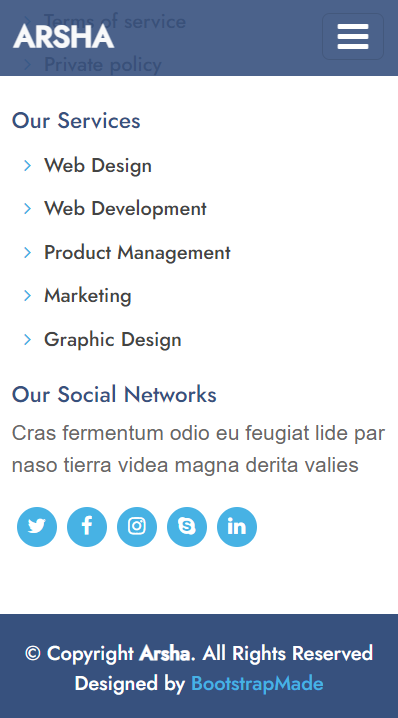 Terms of service
ARSHA
Private policy
Our Services
Web Design
Web Development
Product Management
Marketing
Graphic Design
Our Social Networks
Cras fermentum odio eu feugiat lide par
naso tierra videa magna derita valies
© Copyright Arsha. All Rights Reserved
Designed by BootstrapMade